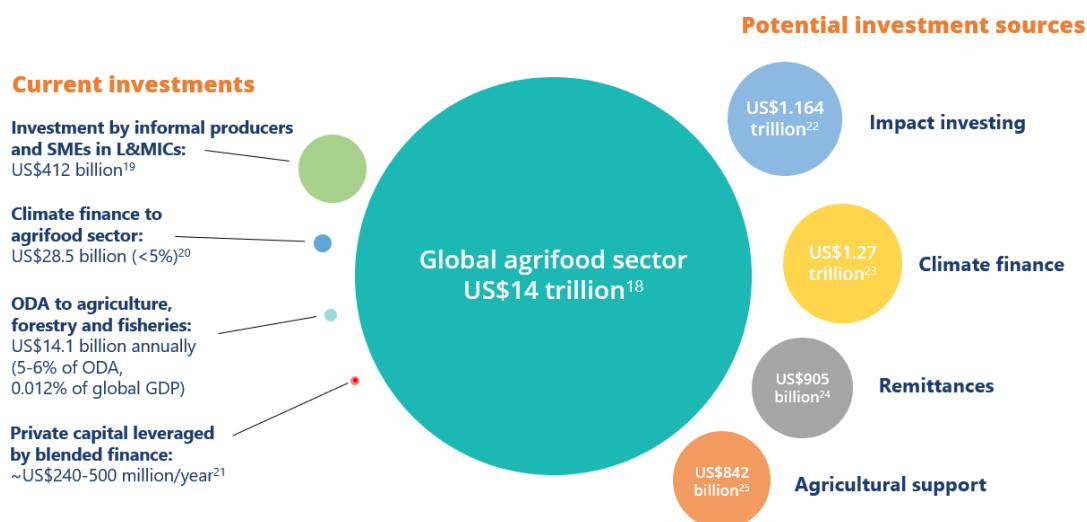 Potential investment sources
Current investments
Investment by informal producers
and SMEs in L&MICs:
US$412 billion19
Climate finance to
agrifood sector:
US$28.5 billion (<5%)20
ODA to agriculture,
forestry and fisheries:
US$14.1 billion annually
(5-6% of ODA,
0.012% of global GDP)
Private capital leveraged
by blended finance:
~US$240-500 million/year21
Global agrifood sector
US$14 trillion18
US$1.164
trillion22
Impact investing
US$1.27
trillion23
Climate finance
US$905
billion24
Remittances
US$842
billion25
Agricultural support